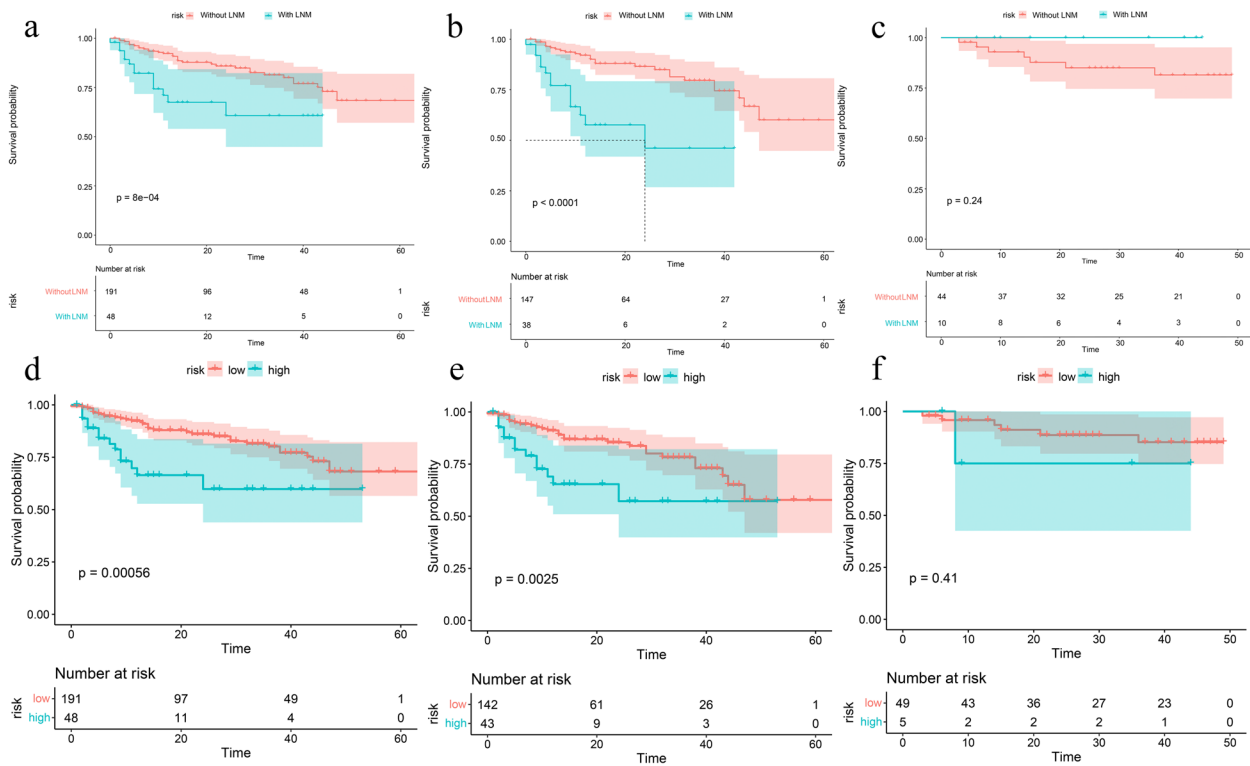 a
risk Without LNM With LNM
Survival probability
1.00
0.75
0.50
0.25
0.00
p = 8e−04
0 20 40 60
Time
Number at risk
risk
Without LNM 191 96 48 1
With LNM 48 12 5 0
0 20 40 60
Time
b
risk Without LNM With LNM
Survival probability
1.00
0.75
0.50
0.25
0.00
p < 0.0001
0 20 40 60
Time
Number at risk
risk
Without LNM 147 64 27 1
With LNM 38 6 2 0
0 20 40 60
Time
c
risk Without LNM With LNM
Survival probability
1.00
0.75
0.50
0.25
0.00
p = 0.24
0 10 20 30 40 50
Time
Number at risk
risk
Without LNM 44 37 32 25 21 0
With LNM 10 8 6 4 3 0
0 10 20 30 40 50
Time
d
risk low high
Survival probability
1.00
0.75
0.50
0.25
0.00
p = 0.00056
0 20 40 60
Time
Number at risk
risk
low 191 97 49 1
high 48 11 4 0
0 20 40 60
Time
e
risk low high
Survival probability
1.00
0.75
0.50
0.25
0.00
p = 0.0025
0 20 40 60
Time
Number at risk
risk
low 142 61 26 1
high 43 9 3 0
0 20 40 60
Time
f
risk low high
Survival probability
1.00
0.75
0.50
0.25
0.00
p = 0.41
0 10 20 30 40 50
Time
Number at risk
risk
low 49 43 36 27 23 0
high 5 2 2 2 1 0
0 10 20 30 40 50
Time